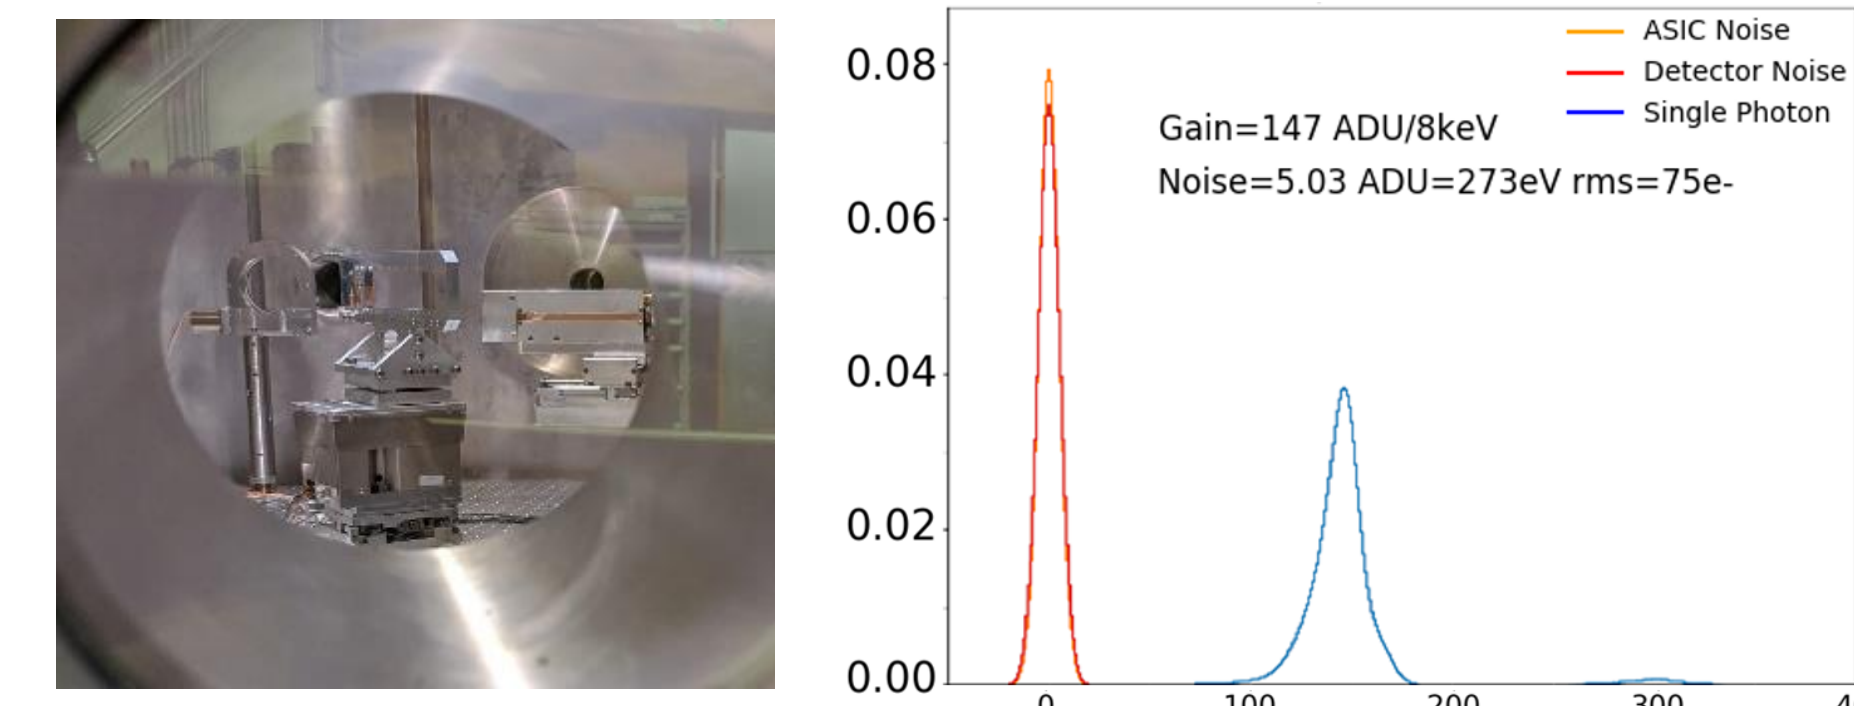 ASIC Noise
Detector Noise
Single Photon
Gain=147 ADU/8keV
Noise=5.03 ADU=273eV rms=75e-
0.08
0.06
0.04
0.02
0.00
0 100 200 300 4